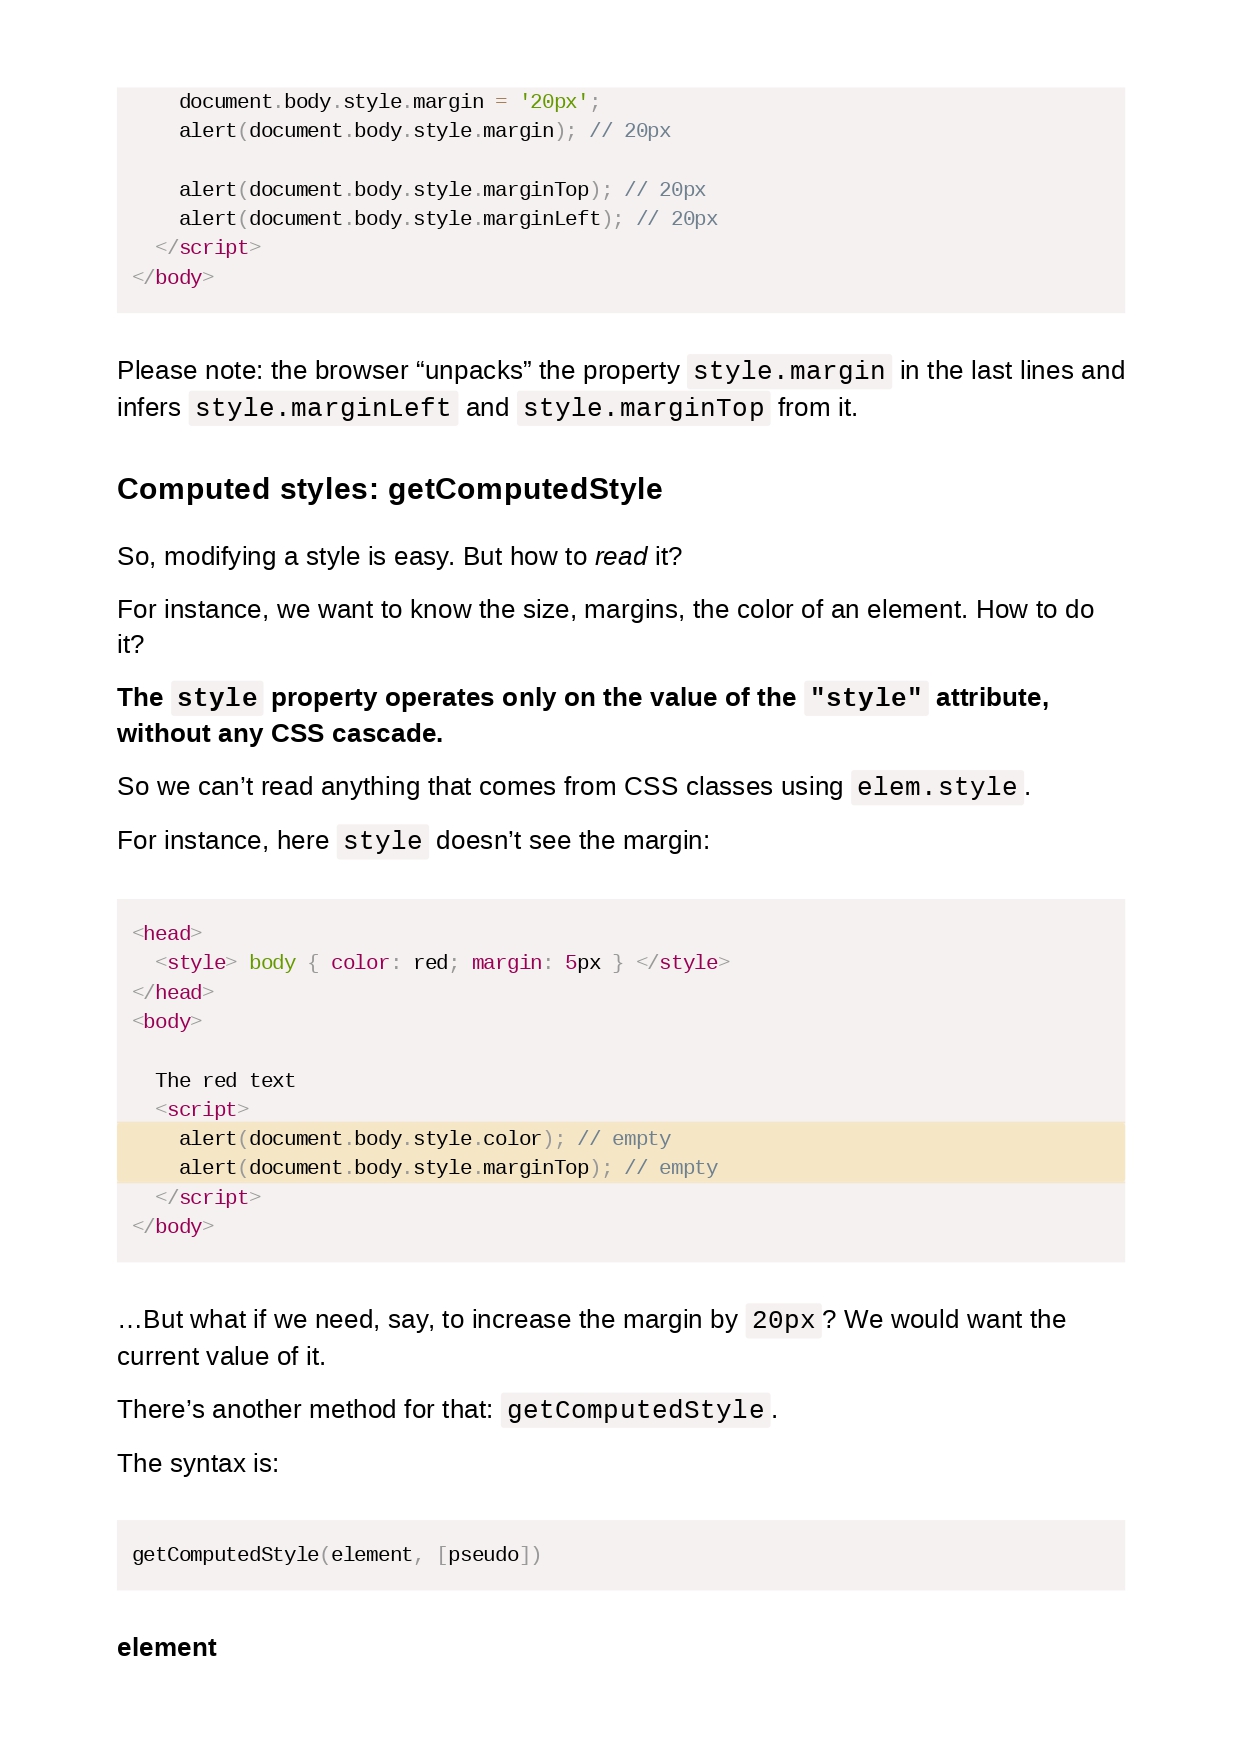 document.body.style.margin = '20px';
alert(document.body.style.margin); // 20px
alert(document.body.style.marginTop); // 20px
alert(document.body.style.marginLeft); // 20px
</script>
</body>
Please note: the browser “unpacks” the property style.margin in the last lines and
infers style.marginLeft and style.marginTop from it.
Computed styles: getComputedStyle
So, modifying a style is easy. But how to read it?
For instance, we want to know the size, margins, the color of an element. How to do
it?
The style property operates only on the value of the "style" attribute,
without any CSS cascade.
So we can’t read anything that comes from CSS classes using elem.style.
For instance, here style doesn’t see the margin:
<head>
<style> body { color: red; margin: 5px } </style>
</head>
<body>
The red text
<script>
alert(document.body.style.color); // empty
alert(document.body.style.marginTop); // empty
</script>
</body>
…But what if we need, say, to increase the margin by 20px? We would want the
current value of it.
There’s another method for that: getComputedStyle.
The syntax is:
getComputedStyle(element, [pseudo])
element